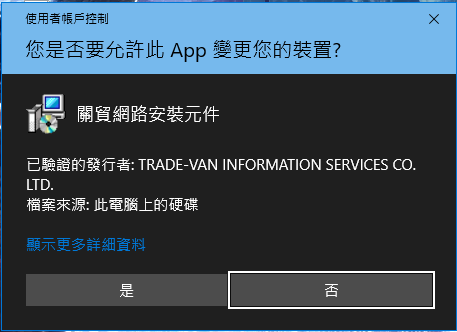 使用者帳戶控制
您是否要允許此 App 變更您的裝置?
關貿網路安裝元件
已驗證的發行者: TRADE-VAN INFORMATION SERVICES CO.
LTD.
檔案來源: 此電腦上的硬碟
顯示更多詳細資料
是
否